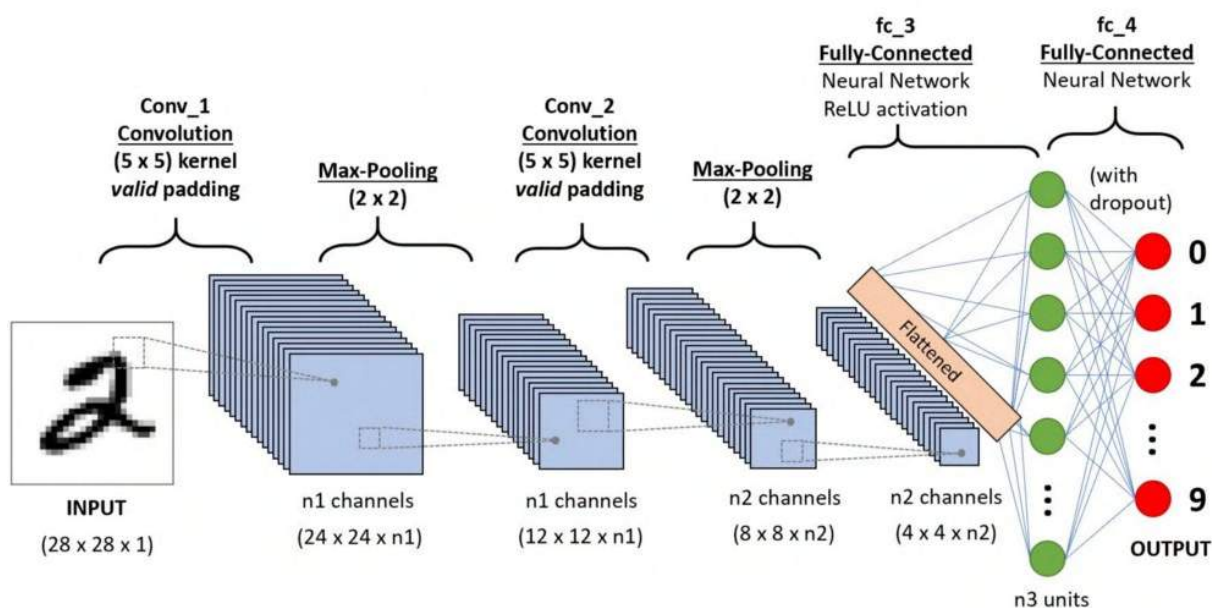 fc_3
Fully-Connected
Neural Network
ReLU activation
fc_4
Fully-Connected
Neural Network
Conv_1
Convolution
(5 x 5) kernel
valid padding
Max-Pooling
(2 x 2)
Conv_2
Convolution
(5 x 5) kernel
valid padding
Max-Pooling
(2 x 2)
(with
dropout)
0
1
2
9
Flattened
INPUT
(28 x 28 x 1)
n1 channels
(24 x 24 x n1)
n1 channels
(12 x 12 x n1)
n2 channels
(8 x 8 x n2)
n2 channels
(4 x 4 x n2)
OUTPUT
n3 units